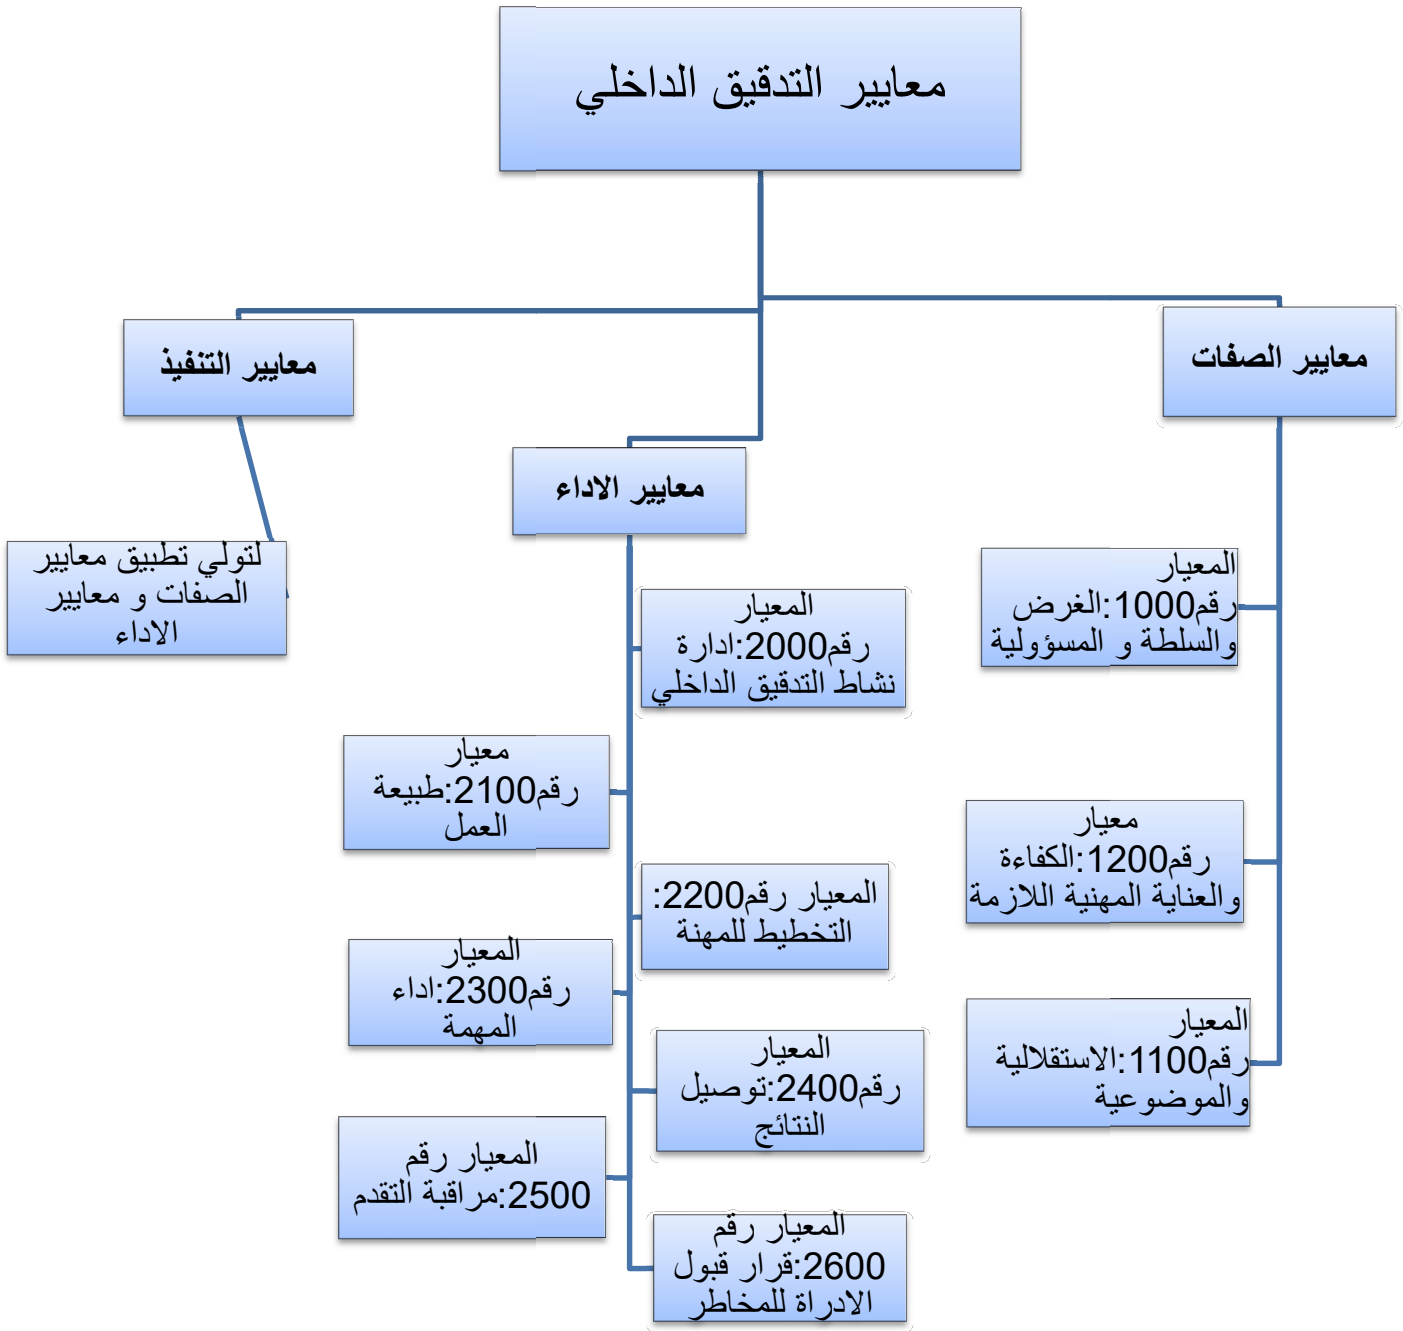 معايير التدقيق الداخلي
معايير الصفات
معايير التنفيذ
معايير الاداء
لتولي تطبيق معايير
الصفات و معايير
الاداء
المعيار
رقم1000:الغرض
والسلطة و المسؤولية
المعيار
رقم2000:ادارة
نشاط التدقيق الداخلي
معيار
رقم2100:طبيعة
العمل
معيار
رقم1200:الكفاءة
والعناية المهنية اللازمة
المعيار رقم2200:
التخطيط للمهنة
المعيار
رقم2300:اداء
المهمة
المعيار
رقم1100:الاستقلالية
والموضوعية
المعيار
رقم2400:توصيل
النتائج
المعيار رقم
2500:مراقبة التقدم
المعيار رقم
2600:قرار قبول
الادراة للمخاطر